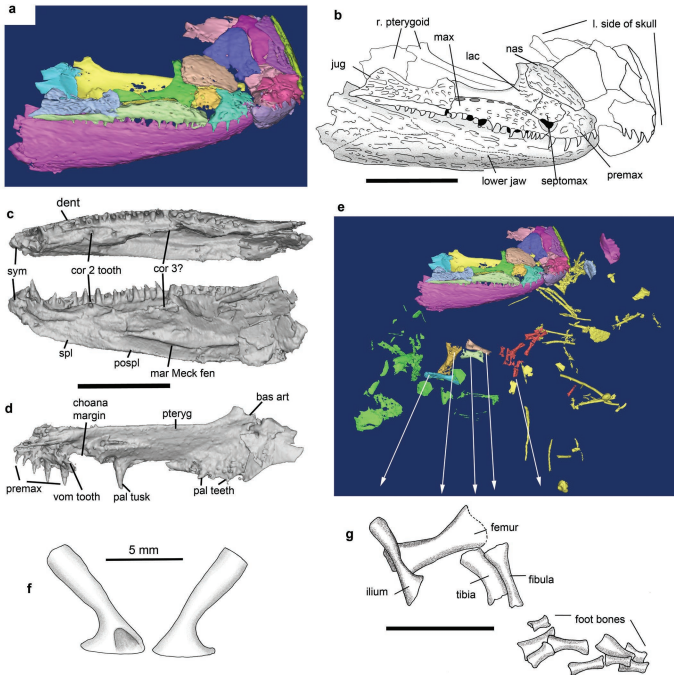 a
b
r. pterygoid
l. side of skull
nas
lac
max
jug
lower jaw
septomax
premax
c
dent
sym
cor 2 tooth
cor 3?
spl
pospl
mar Meck fen
d
choana
margin
pteryg
bas art
premax
vom tooth
pal tusk
pal teeth
e
f
5 mm
g
femur
ilium
tibia
fibula
foot bones